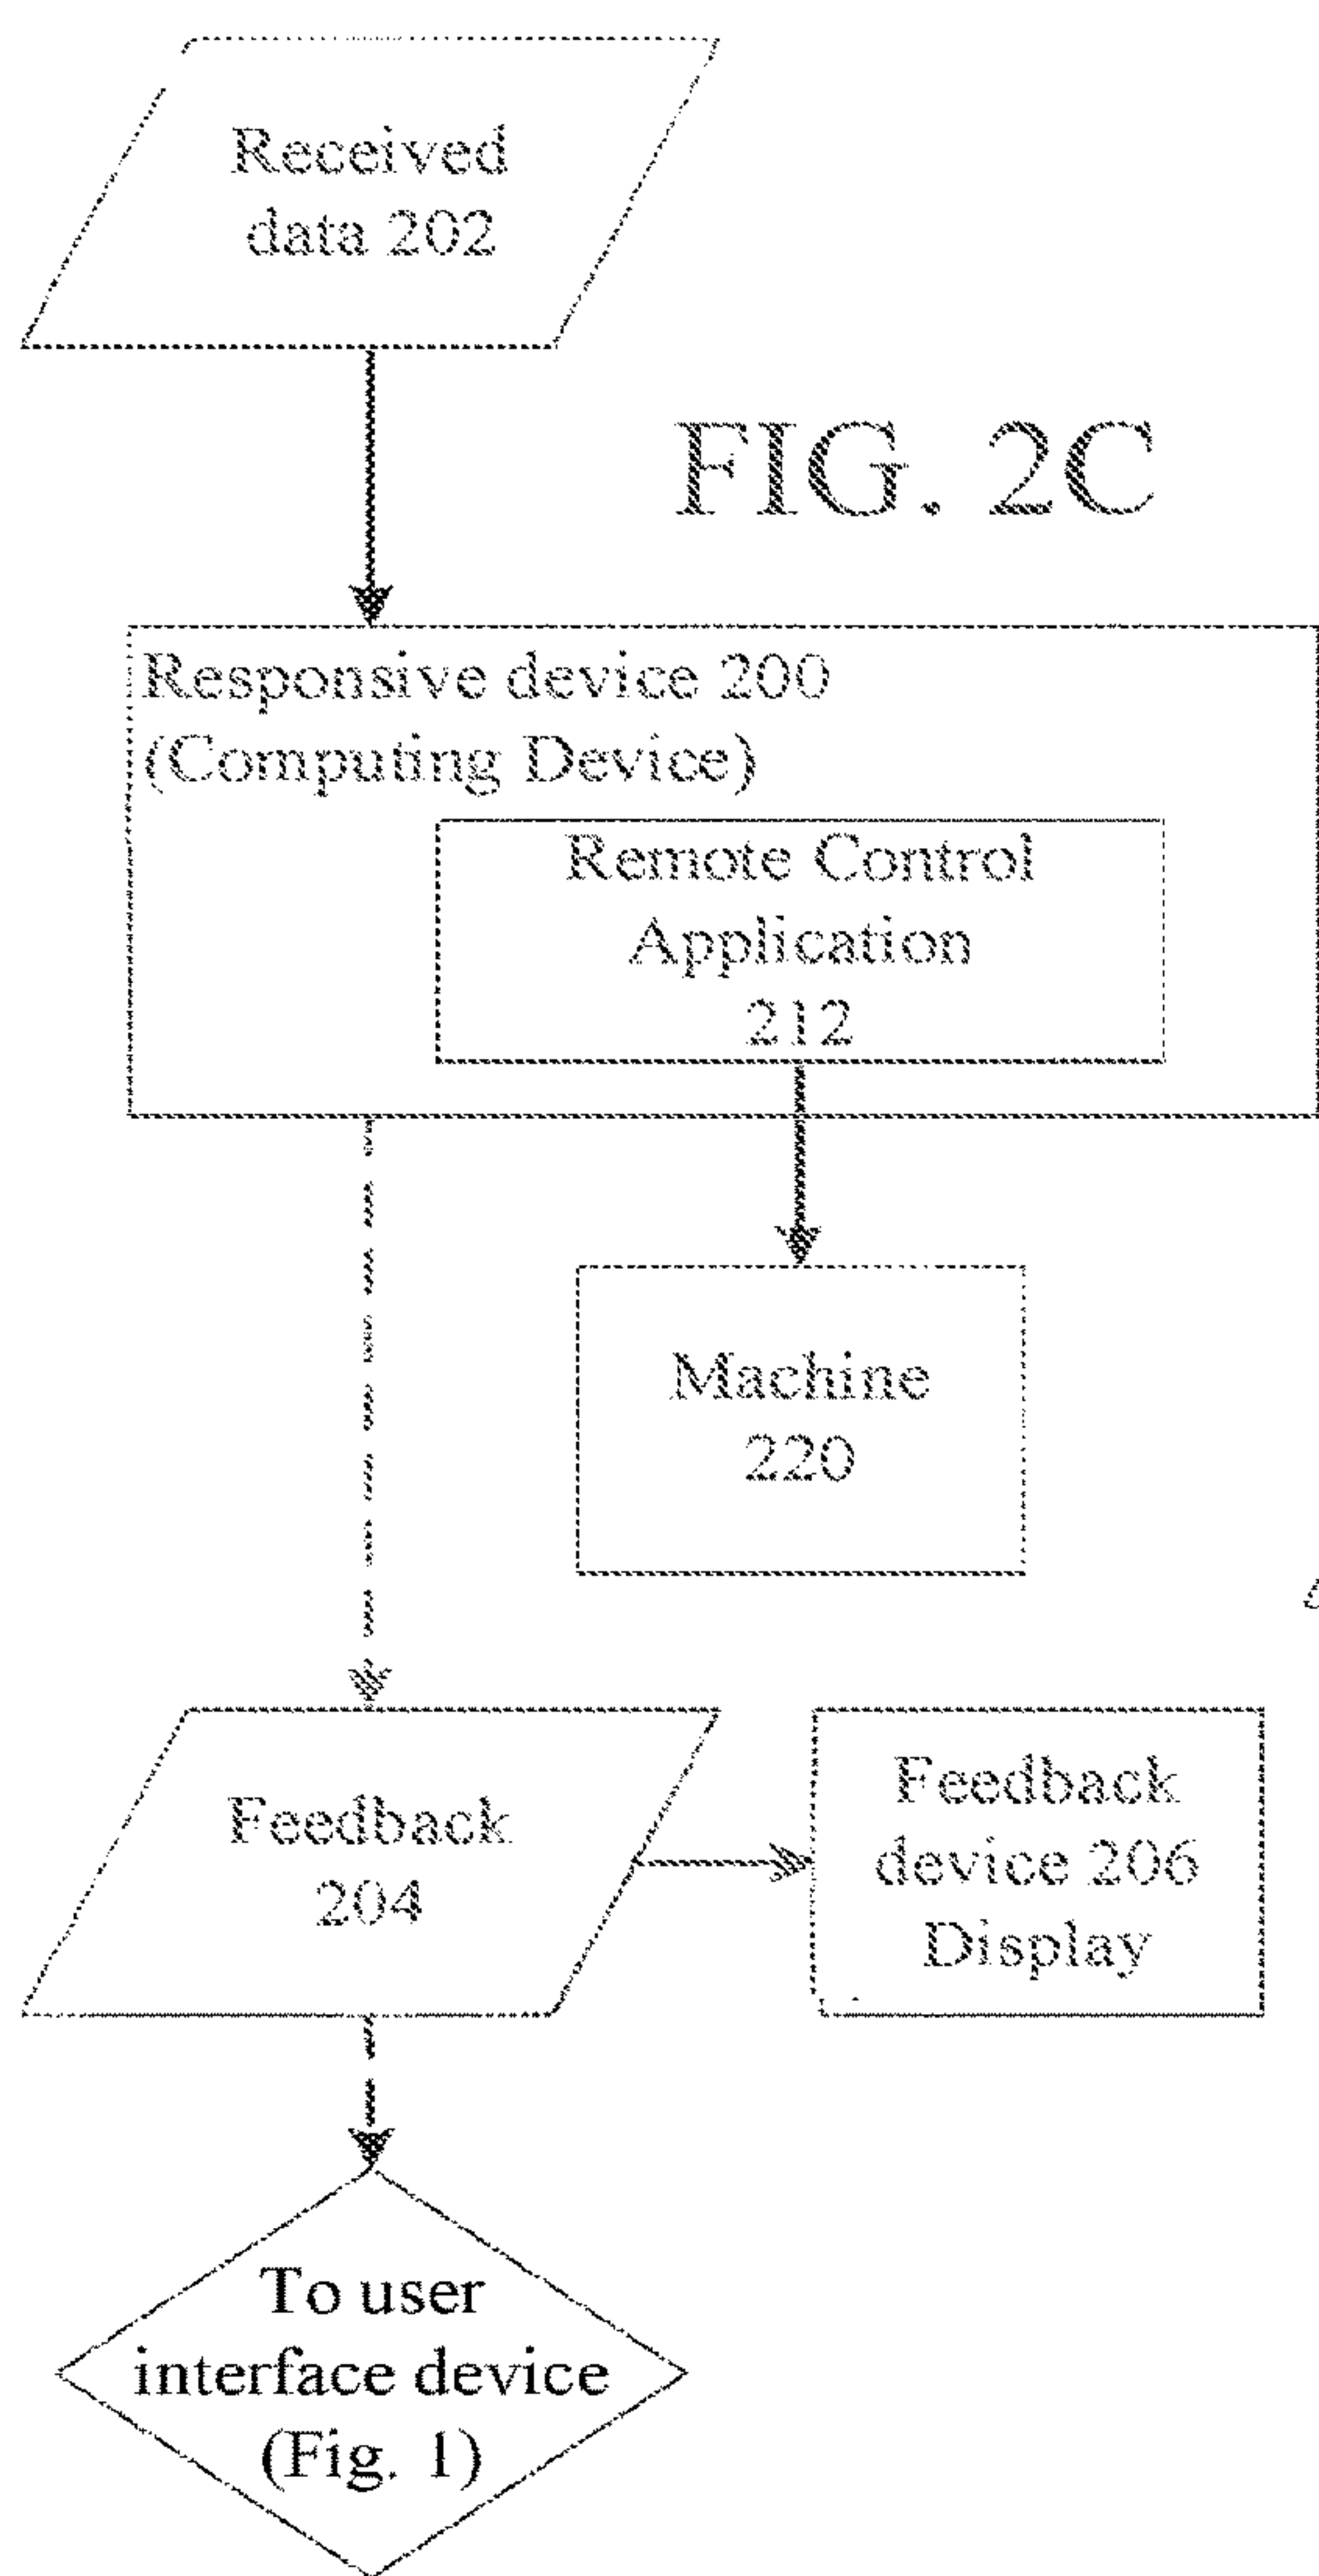 Received
data 202
FIG. 2C
Responsive device 200
(Computing Device)
Remote Control
Application
212
Machine
220
Feedback
204
Feedback
device 206
Display
To user
interface device
(Fig. 1)